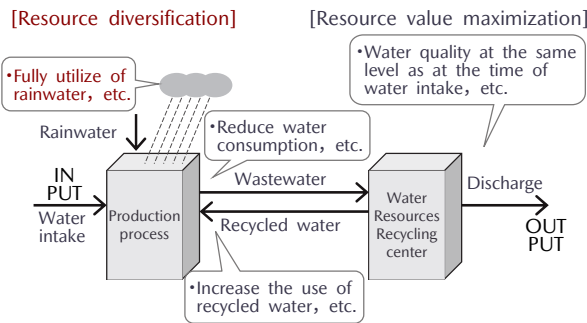 [Resource diversification]
[Resource value maximization]
•Fully utilize of
rainwater, etc.
•Water quality at the same
level as at the time of
water intake, etc.
Rainwater
•Reduce water
consumption, etc.
IN
PUT
Water
intake
Production
process
Wastewater
Recycled water
Water
Resources
Recycling
center
Discharge
OUT
PUT
•Increase the use of
recycled water, etc.